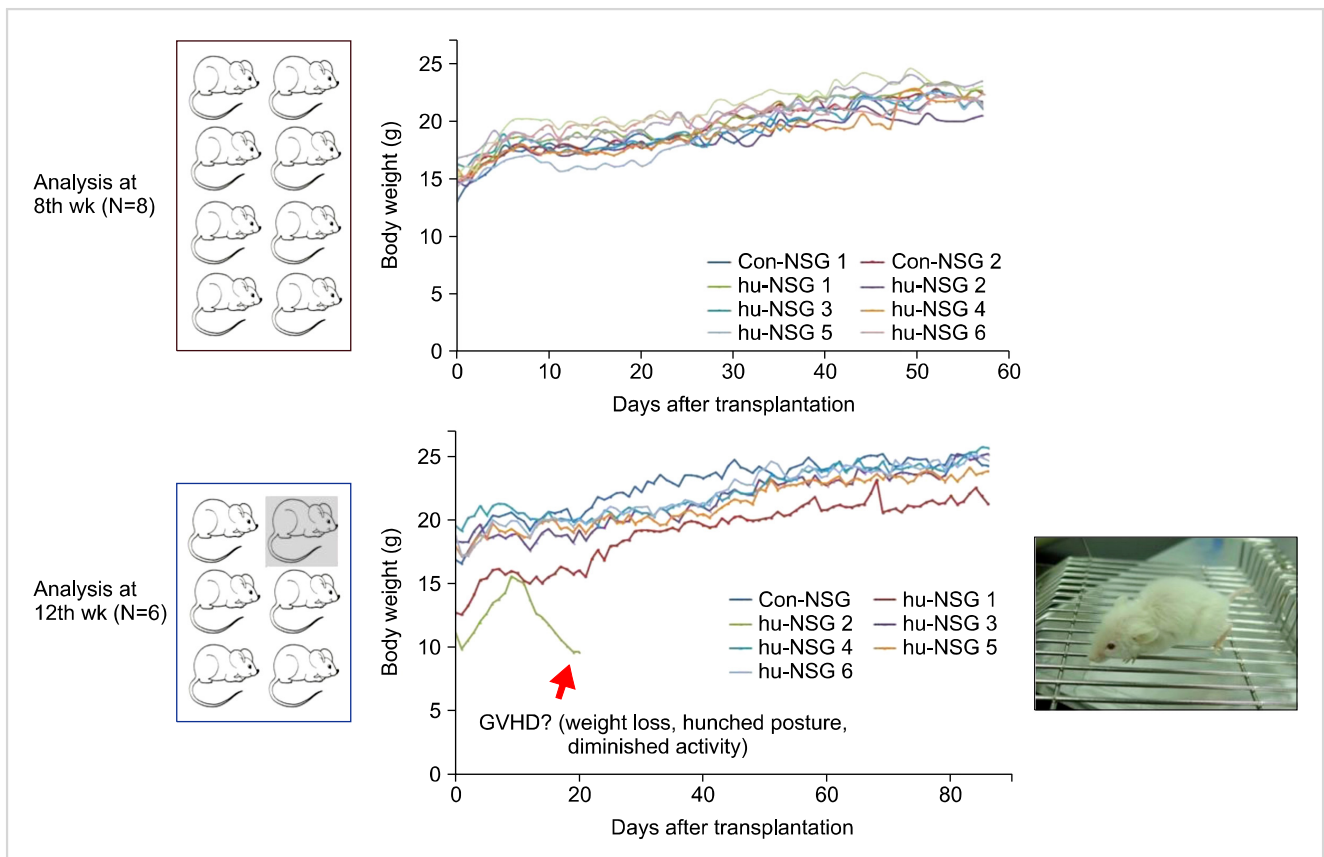 Analysis at
8th wk (N=8)
Body weight (g)
25
20
15
10
5
0
0 10 20 30 40 50 60
Days after transplantation
Con-NSG 1 Con-NSG 2
hu-NSG 1 hu-NSG 2
hu-NSG 3 hu-NSG 4
hu-NSG 5 hu-NSG 6
Analysis at
12th wk (N=6)
Body weight (g)
25
20
15
10
5
0
0 20 40 60 80
Days after transplantation
Con-NSG hu-NSG 1
hu-NSG 2 hu-NSG 3
hu-NSG 4 hu-NSG 5
hu-NSG 6
GVHD? (weight loss, hunched posture,
diminished activity)